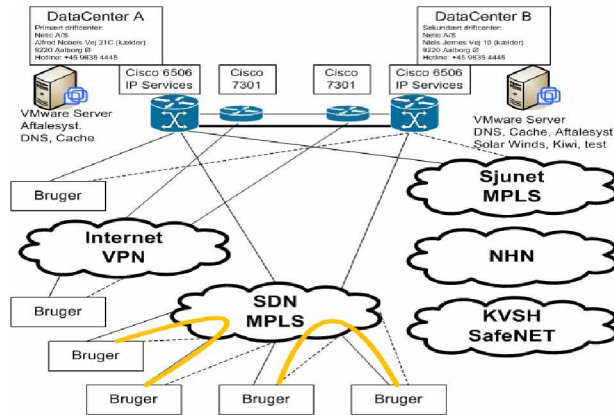 DataCenter A
Primært driftcenter:
Netic A/S
Alfred Nobels Vej 21C (kælder)
9220 Aalborg Ø
Hotline: +45 9635 4445
DataCenter B
Sekundært driftcenter:
Netic A/S
Niels Jernes Vej 10 (kælder)
9220 Aalborg Ø
Hotline: +45 9635 4445
Cisco 6506
IP Services
Cisco
7301
Cisco
7301
Cisco 6506
IP Services
VMware Server
Aftalesyst.
DNS, Cache
VMware Server
DNS, Cache, Aftalesyst
Solar Winds, Kiwi, test
Bruger
Sjunet
MPLS
Internet
VPN
NHN
Bruger
SDN
MPLS
KVSH
SafeNET
Bruger
Bruger
Bruger
Bruger